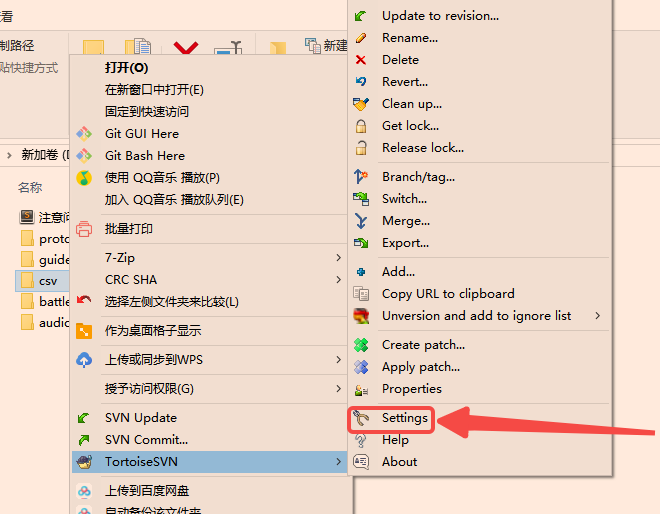 看
制路径
贴快捷方式
新建
新加卷 (
名称
注意
proto
guide
csv
battle
audio
打开(O)
在新窗口中打开(E)
固定到快速访问
Git GUI Here
Git Bash Here
使用 QQ音乐 播放(P)
加入 QQ音乐 播放队列(E)
批量打印
7-Zip
CRC SHA
选择左侧文件夹来比较(L)
作为桌面格子显示
上传或同步到WPS
授予访问权限(G)
SVN Update
SVN Commit...
TortoiseSVN
上传到百度网盘
自动备份该文件夹
Update to revision...
Rename...
Delete
Revert...
Clean up...
Get lock...
Release lock...
Branch/tag...
Switch...
Merge...
Export...
Add...
Copy URL to clipboard
Unversion and add to ignore list
Create patch...
Apply patch...
Properties
Settings
Help
About